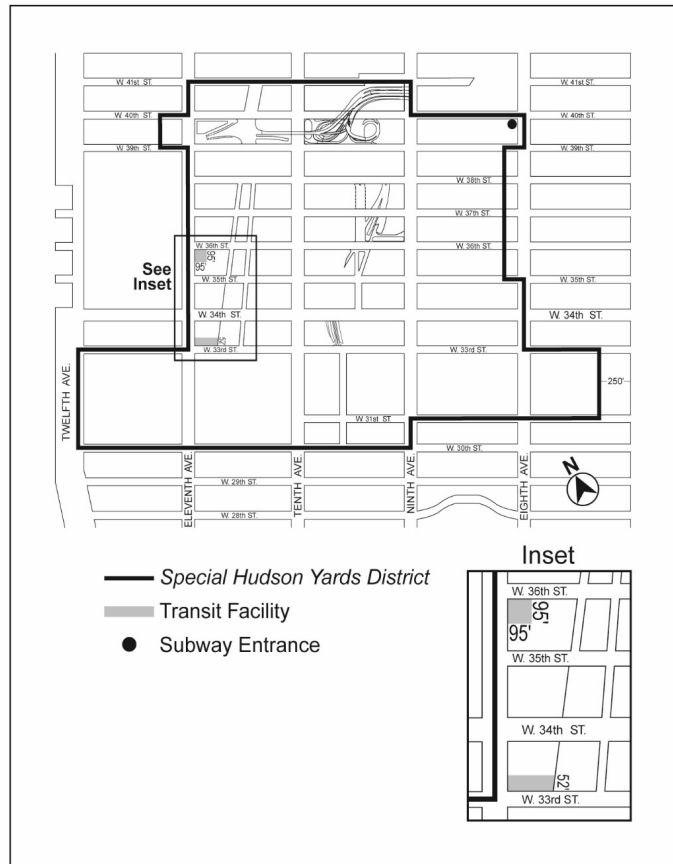 W. 41st ST. W. 41st ST.
W. 40th ST. W. 40th ST.
W. 39th ST. W. 39th ST.
W. 38th ST.
W. 37th ST.
W. 36th ST. W. 36th ST.
95'
95'
See
Inset
W. 35th ST. W. 35th ST.
W. 34th ST. W. 34th ST.
52'
W. 33rd ST. W. 33rd ST.
250'
TWELFTH AVE.
W. 31st ST.
W. 30th ST.
ELEVENTH AVE.
TENTH AVE.
NINTH AVE.
EIGHTH AVE.
N
W. 29th ST.
W. 28th ST.
Special Hudson Yards District
Transit Facility
Subway Entrance
Inset
W. 36th ST.
95'
95'
W. 35th ST.
W. 34th ST.
52'
W. 33rd ST.